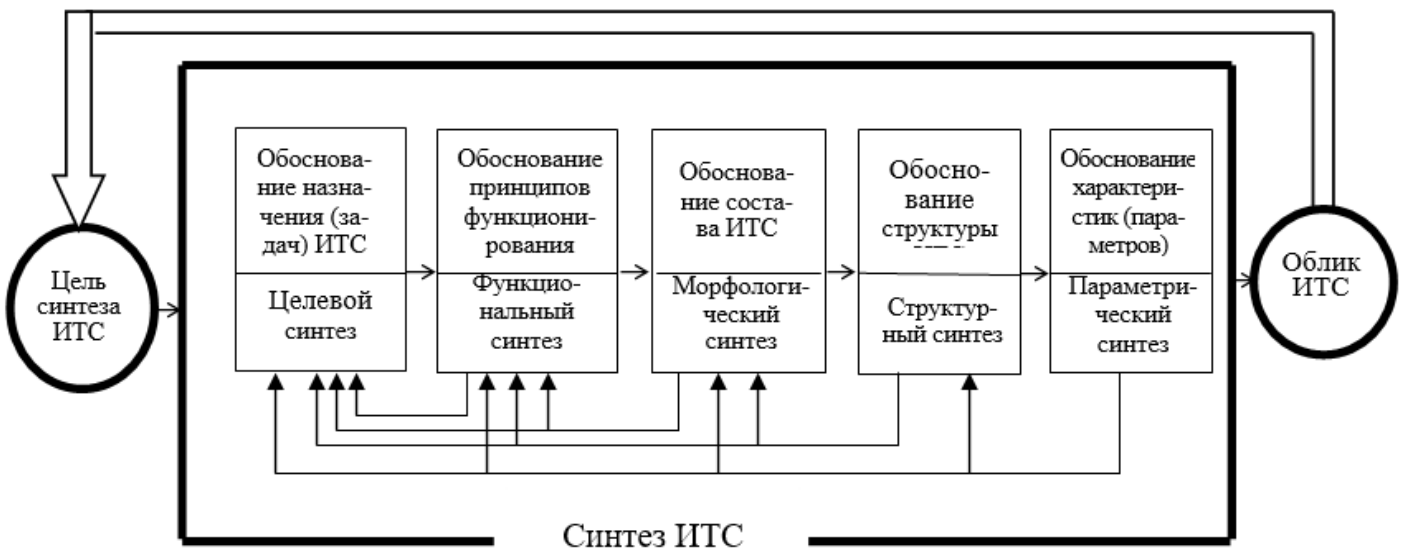 Цель
синтеза
ИТС
Обоснова-
ние назна-
чения (за-
дач) ИТС
Целевой
синтез
Обоснование
принципов
функциони-
рования
Функцио-
нальный
синтез
Обоснова-
ние соста-
ва ИТС
Морфологи-
ческий
синтез
Обосно-
вание
структуры
Структур-
ный синтез
Обоснование
характери-
стик (пара-
метров)
Параметри-
ческий
синтез
Облик
ИТС
Синтез ИТС